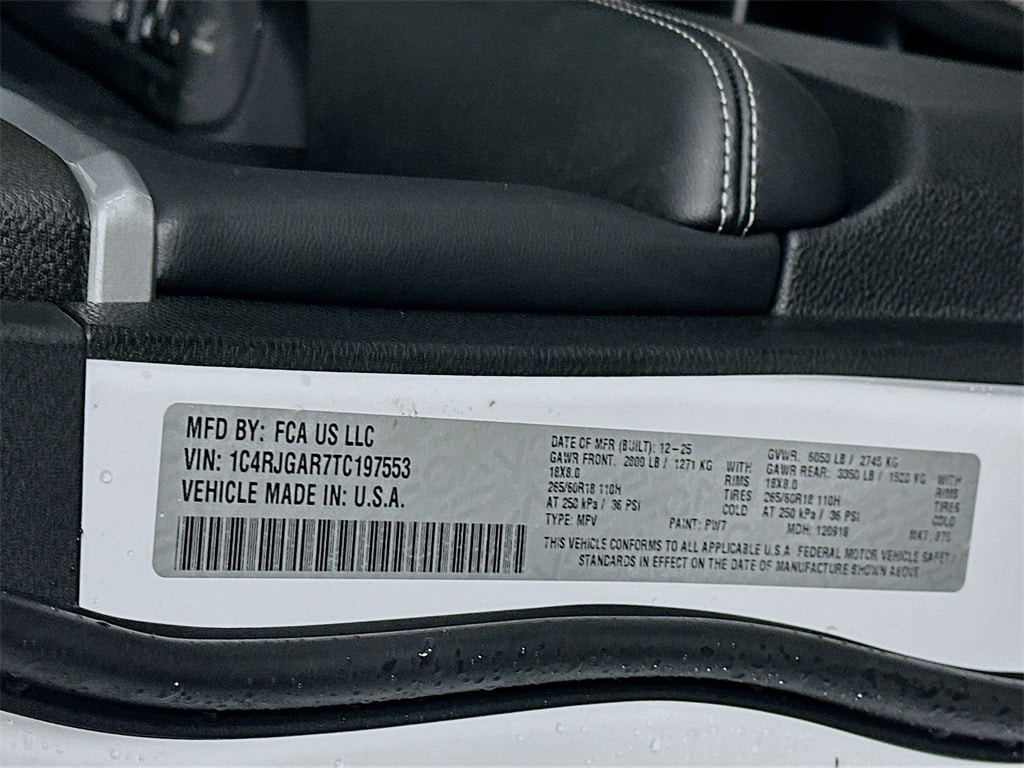 MFD BY: FCA US LLC
VIN: 1C4RJGAR7TC197553
VEHICLE MADE IN: U.S.A.
DATE OF MFR (BUILT): 12-25
GAWR FRONT: 2800 LB / 1271 KG WITH
18X8.0 RIMS
265/60R18 110H TIRES
AT 250 kPa / 36 PSI COLD
TYPE: MPV PAINT: PW7
GVWR: 6050 LB / 2745 KG
GAWR REAR: 3350 LB / 1520 KG WITH
18X8.0 RIMS
265/60R18 110H TIRES
AT 250 kPa / 36 PSI COLD
MDH: 120918 MKT:
THIS VEHICLE CONFORMS TO ALL APPLICABLE U.S.A. FEDERAL MOTOR VEHICLE SAFETY
STANDARDS IN EFFECT ON THE DATE OF MANUFACTURE SHOWN ABOVE